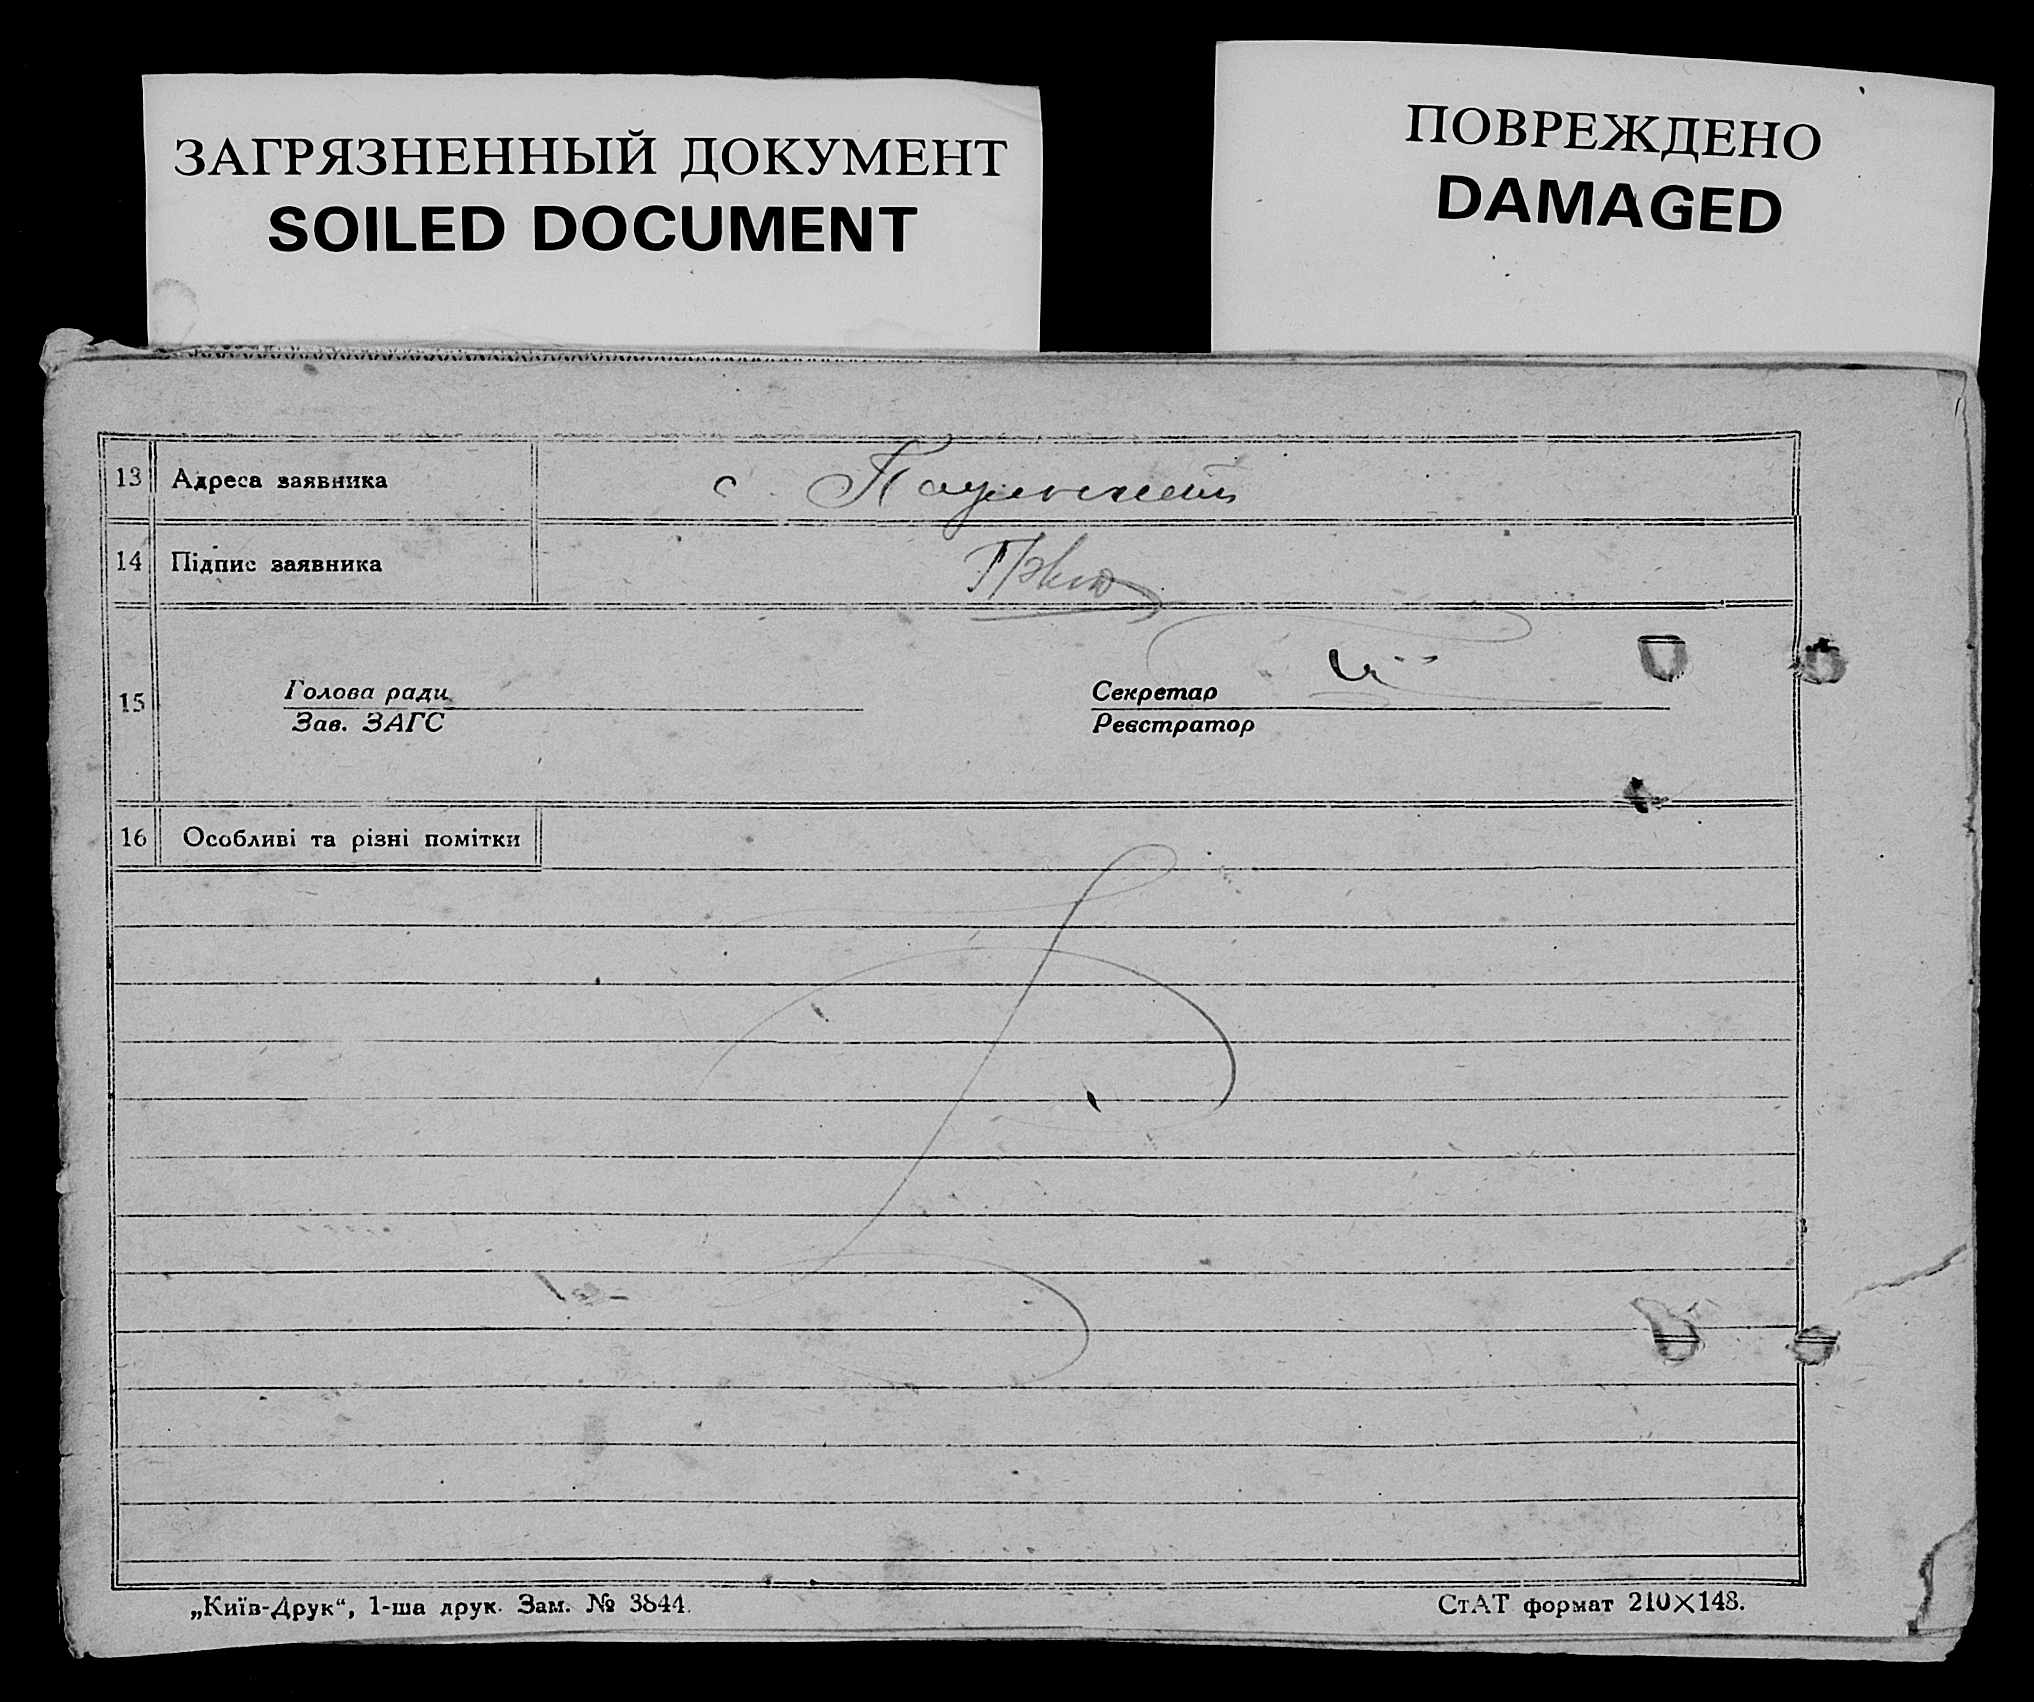 ЗАГРЯЗНЕННЫЙ ДОКУМЕНТ
SOILED DOCUMENT
ПОВРЕЖДЕНО
DAMAGED
13 Адреса заявника с.
14 Підпис заявника
15 Голова ради Секретар
Зав. ЗАГС Реєстратор
16 Особливі та різні помітки
„Київ-Друк“, 1-ша друк. Зам. № 3844. СтАТ формат 210×148.